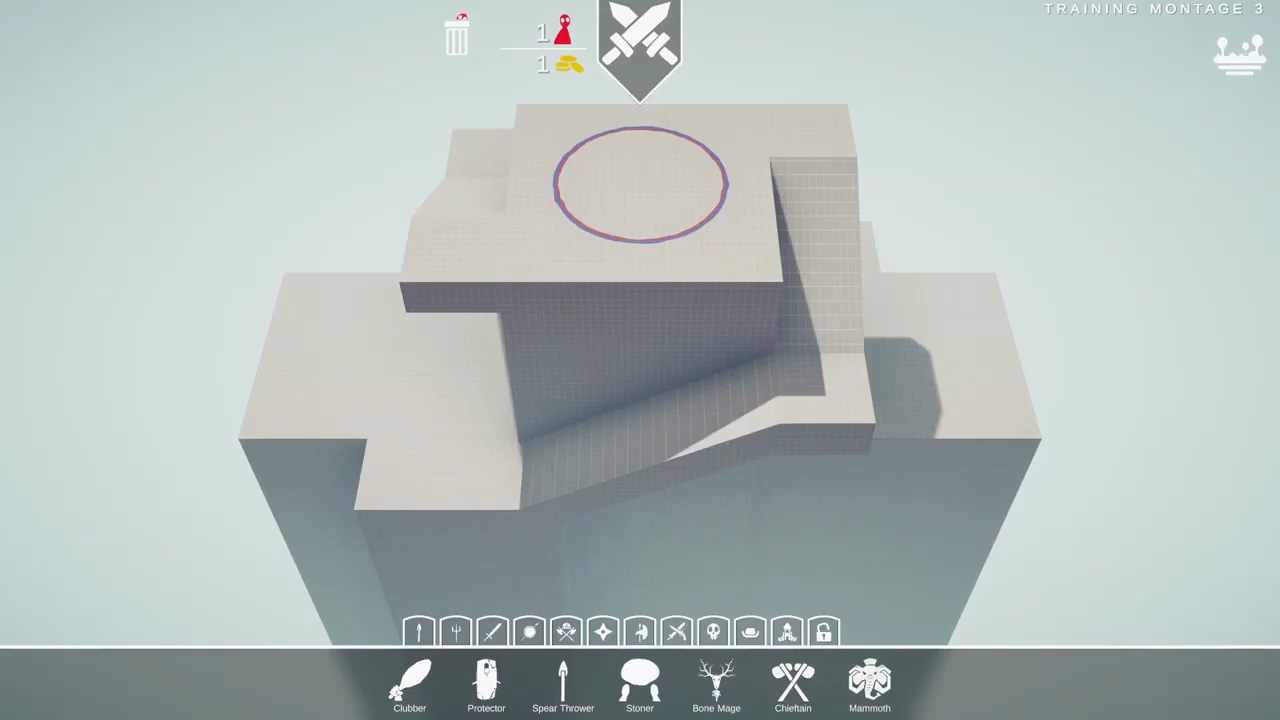 TRAINING MONTAGE 3
1
1
Clubber
Protector
Spear Thrower
Stoner
Bone Mage
Chieftain
Mammoth